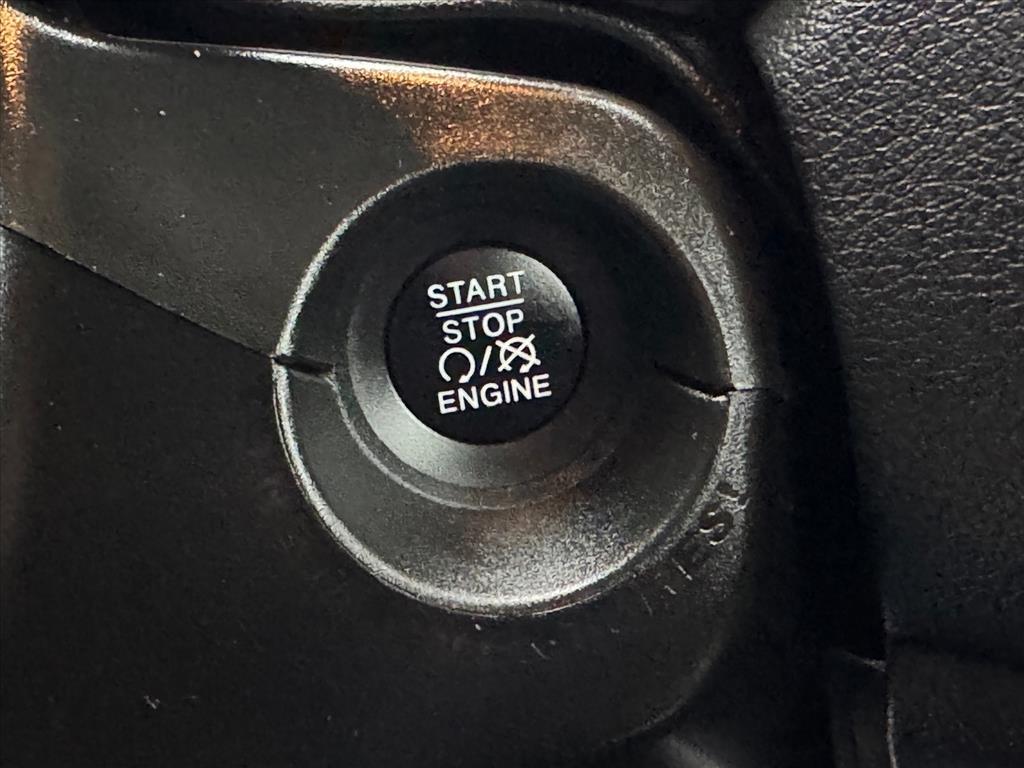 START
STOP
/
ENGINE